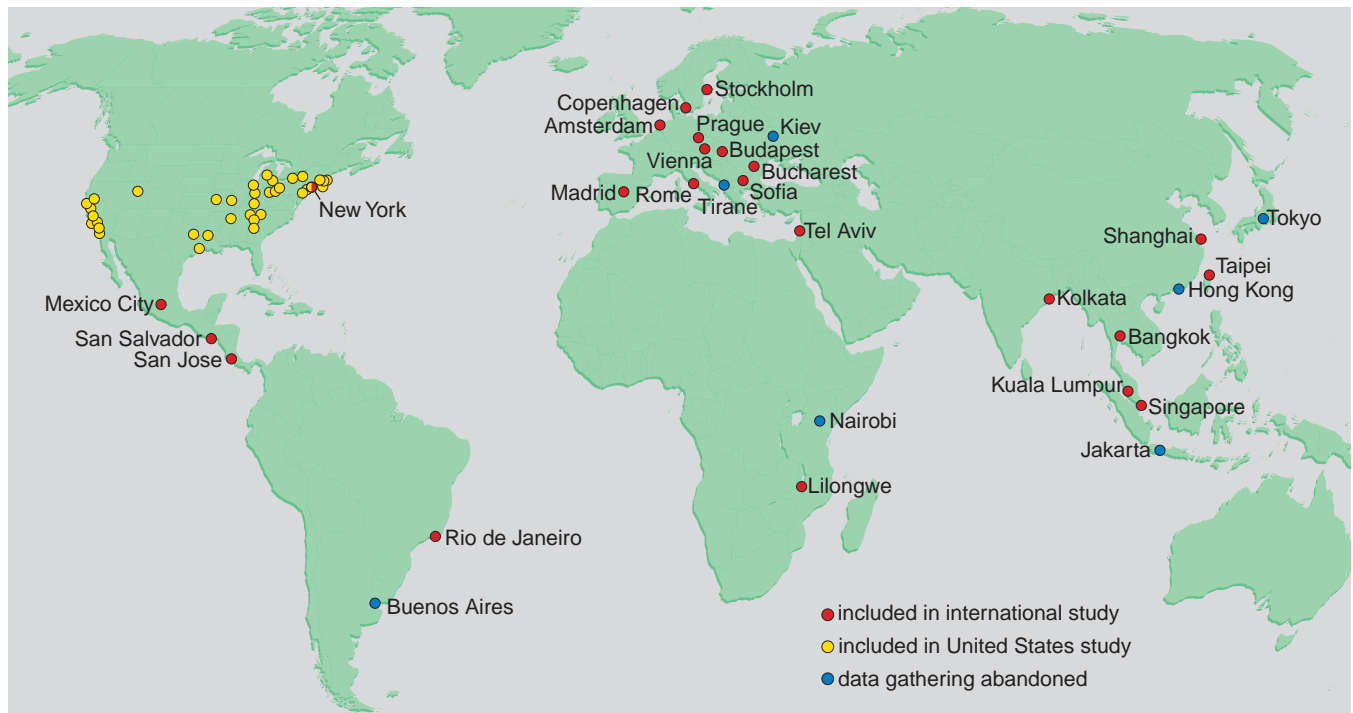 Stockholm
Copenhagen
Amsterdam
Prague
Kiev
Vienna
Budapest
Bucharest
Madrid
Rome
Sofia
Tirane
New York
Tel Aviv
Tokyo
Shanghai
Taipei
Hong Kong
Kolkata
Mexico City
San Salvador
San Jose
Bangkok
Kuala Lumpur
Singapore
Nairobi
Jakarta
Lilongwe
Rio de Janeiro
Buenos Aires
included in international study
included in United States study
data gathering abandoned